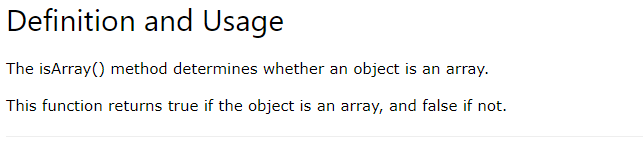 Definition and Usage
The isArray() method determines whether an object is an array.
This function returns true if the object is an array, and false if not.